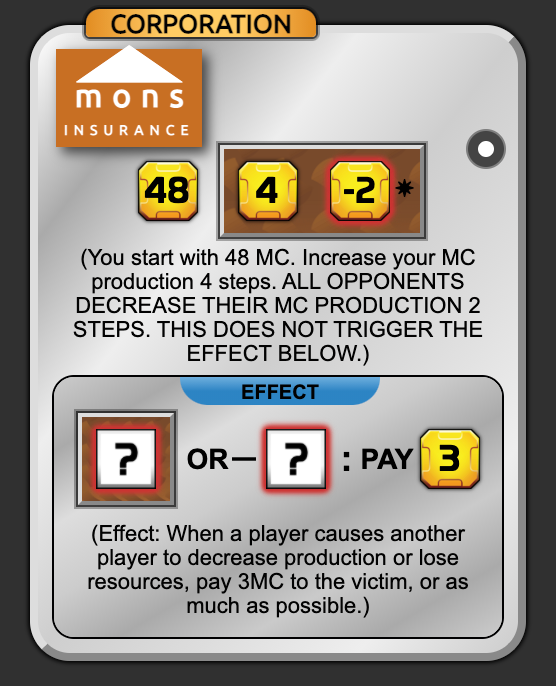 CORPORATION
mons
INSURANCE
48 4 -2*
(You start with 48 MC. Increase your MC
production 4 steps. ALL OPPONENTS
DECREASE THEIR MC PRODUCTION 2
STEPS. THIS DOES NOT TRIGGER THE
EFFECT BELOW.)
EFFECT
? OR — ? : PAY 3
(Effect: When a player causes another
player to decrease production or lose
resources, pay 3MC to the victim, or as
much as possible.)